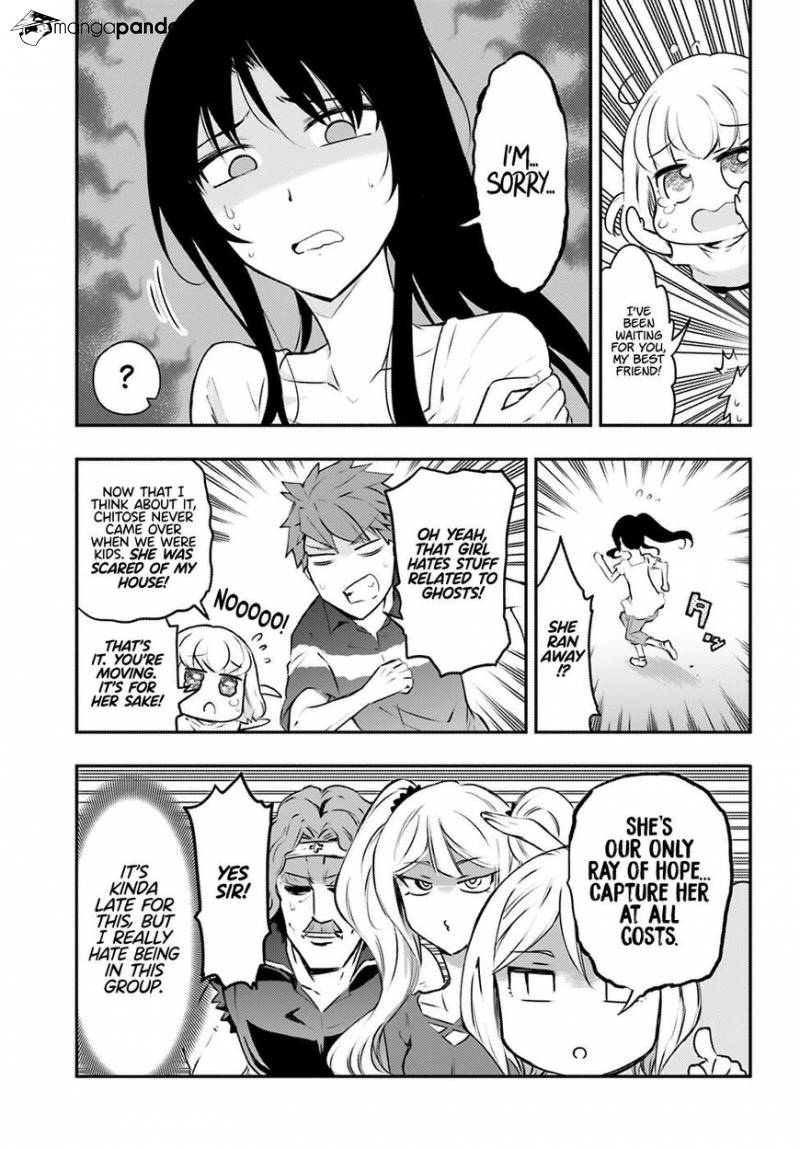 mangapanda
I'VE
BEEN
WAITING
FOR YOU,
MY BEST
FRIEND!
I'M...
SORRY...
?
SHE
RAN
AWAY!?
ダッ
OH YEAH,
THAT GIRL
HATES STUFF
RELATED TO
GHOSTS!
NOW THAT I
THINK ABOUT IT,
CHITOSE NEVER
CAME OVER
WHEN WE WERE
KIDS. SHE WAS
SCARED OF MY
HOUSE!
NOOOOO!
THAT'S
IT. YOU'RE
MOVING.
IT'S FOR
HER SAKE!
SHE'S
OUR ONLY
RAY OF HOPE...
CAPTURE HER
AT ALL
COSTS.
YES
SIR!
IT'S
KINDA
LATE FOR
THIS, BUT
I REALLY
HATE BEING
IN THIS
GROUP.